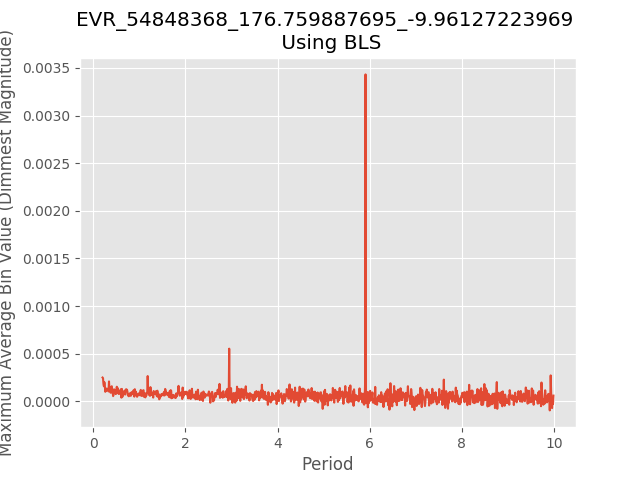 EVR_54848368_176.759887695_-9.96127223969
Using BLS
Maximum Average Bin Value (Dimmest Magnitude)
0.0035
0.0030
0.0025
0.0020
0.0015
0.0010
0.0005
0.0000
0 2 4 6 8 10
Period